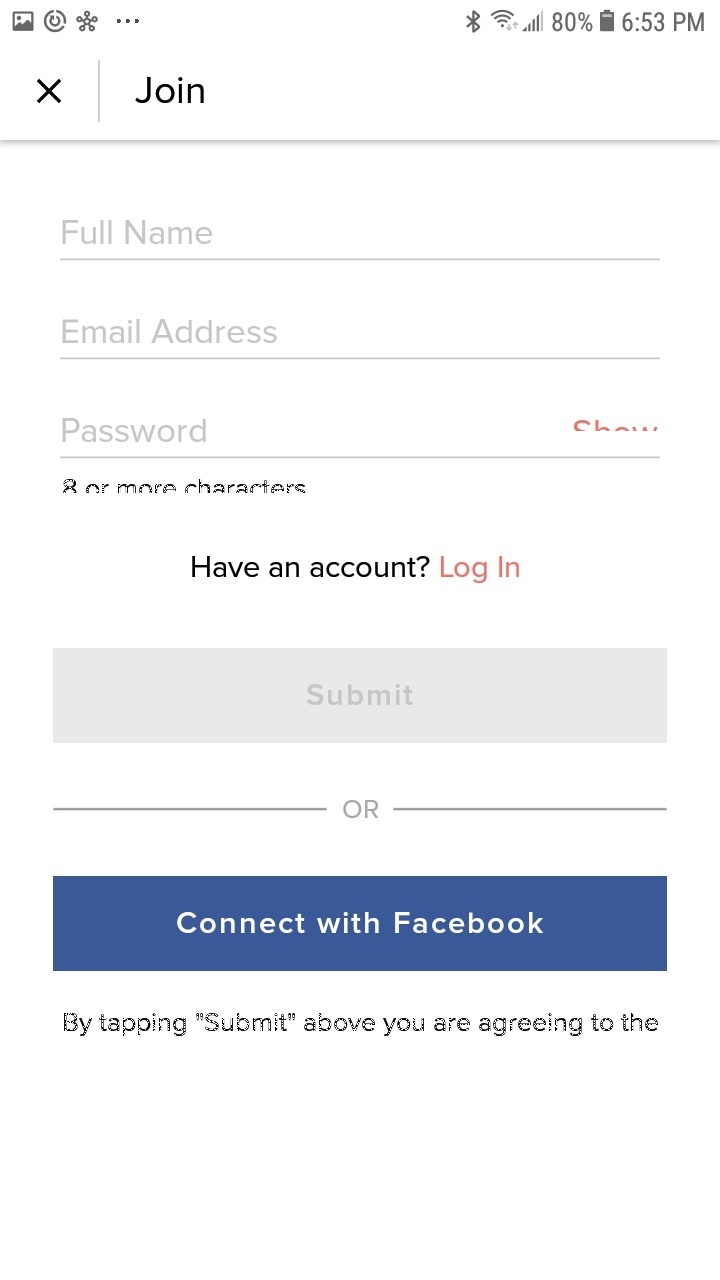 80% 6:53 PM
Join
Full Name
Email Address
Password Show
8 or more characters
Have an account? Log In
Submit
OR
Connect with Facebook
By tapping "Submit" above you are agreeing to the